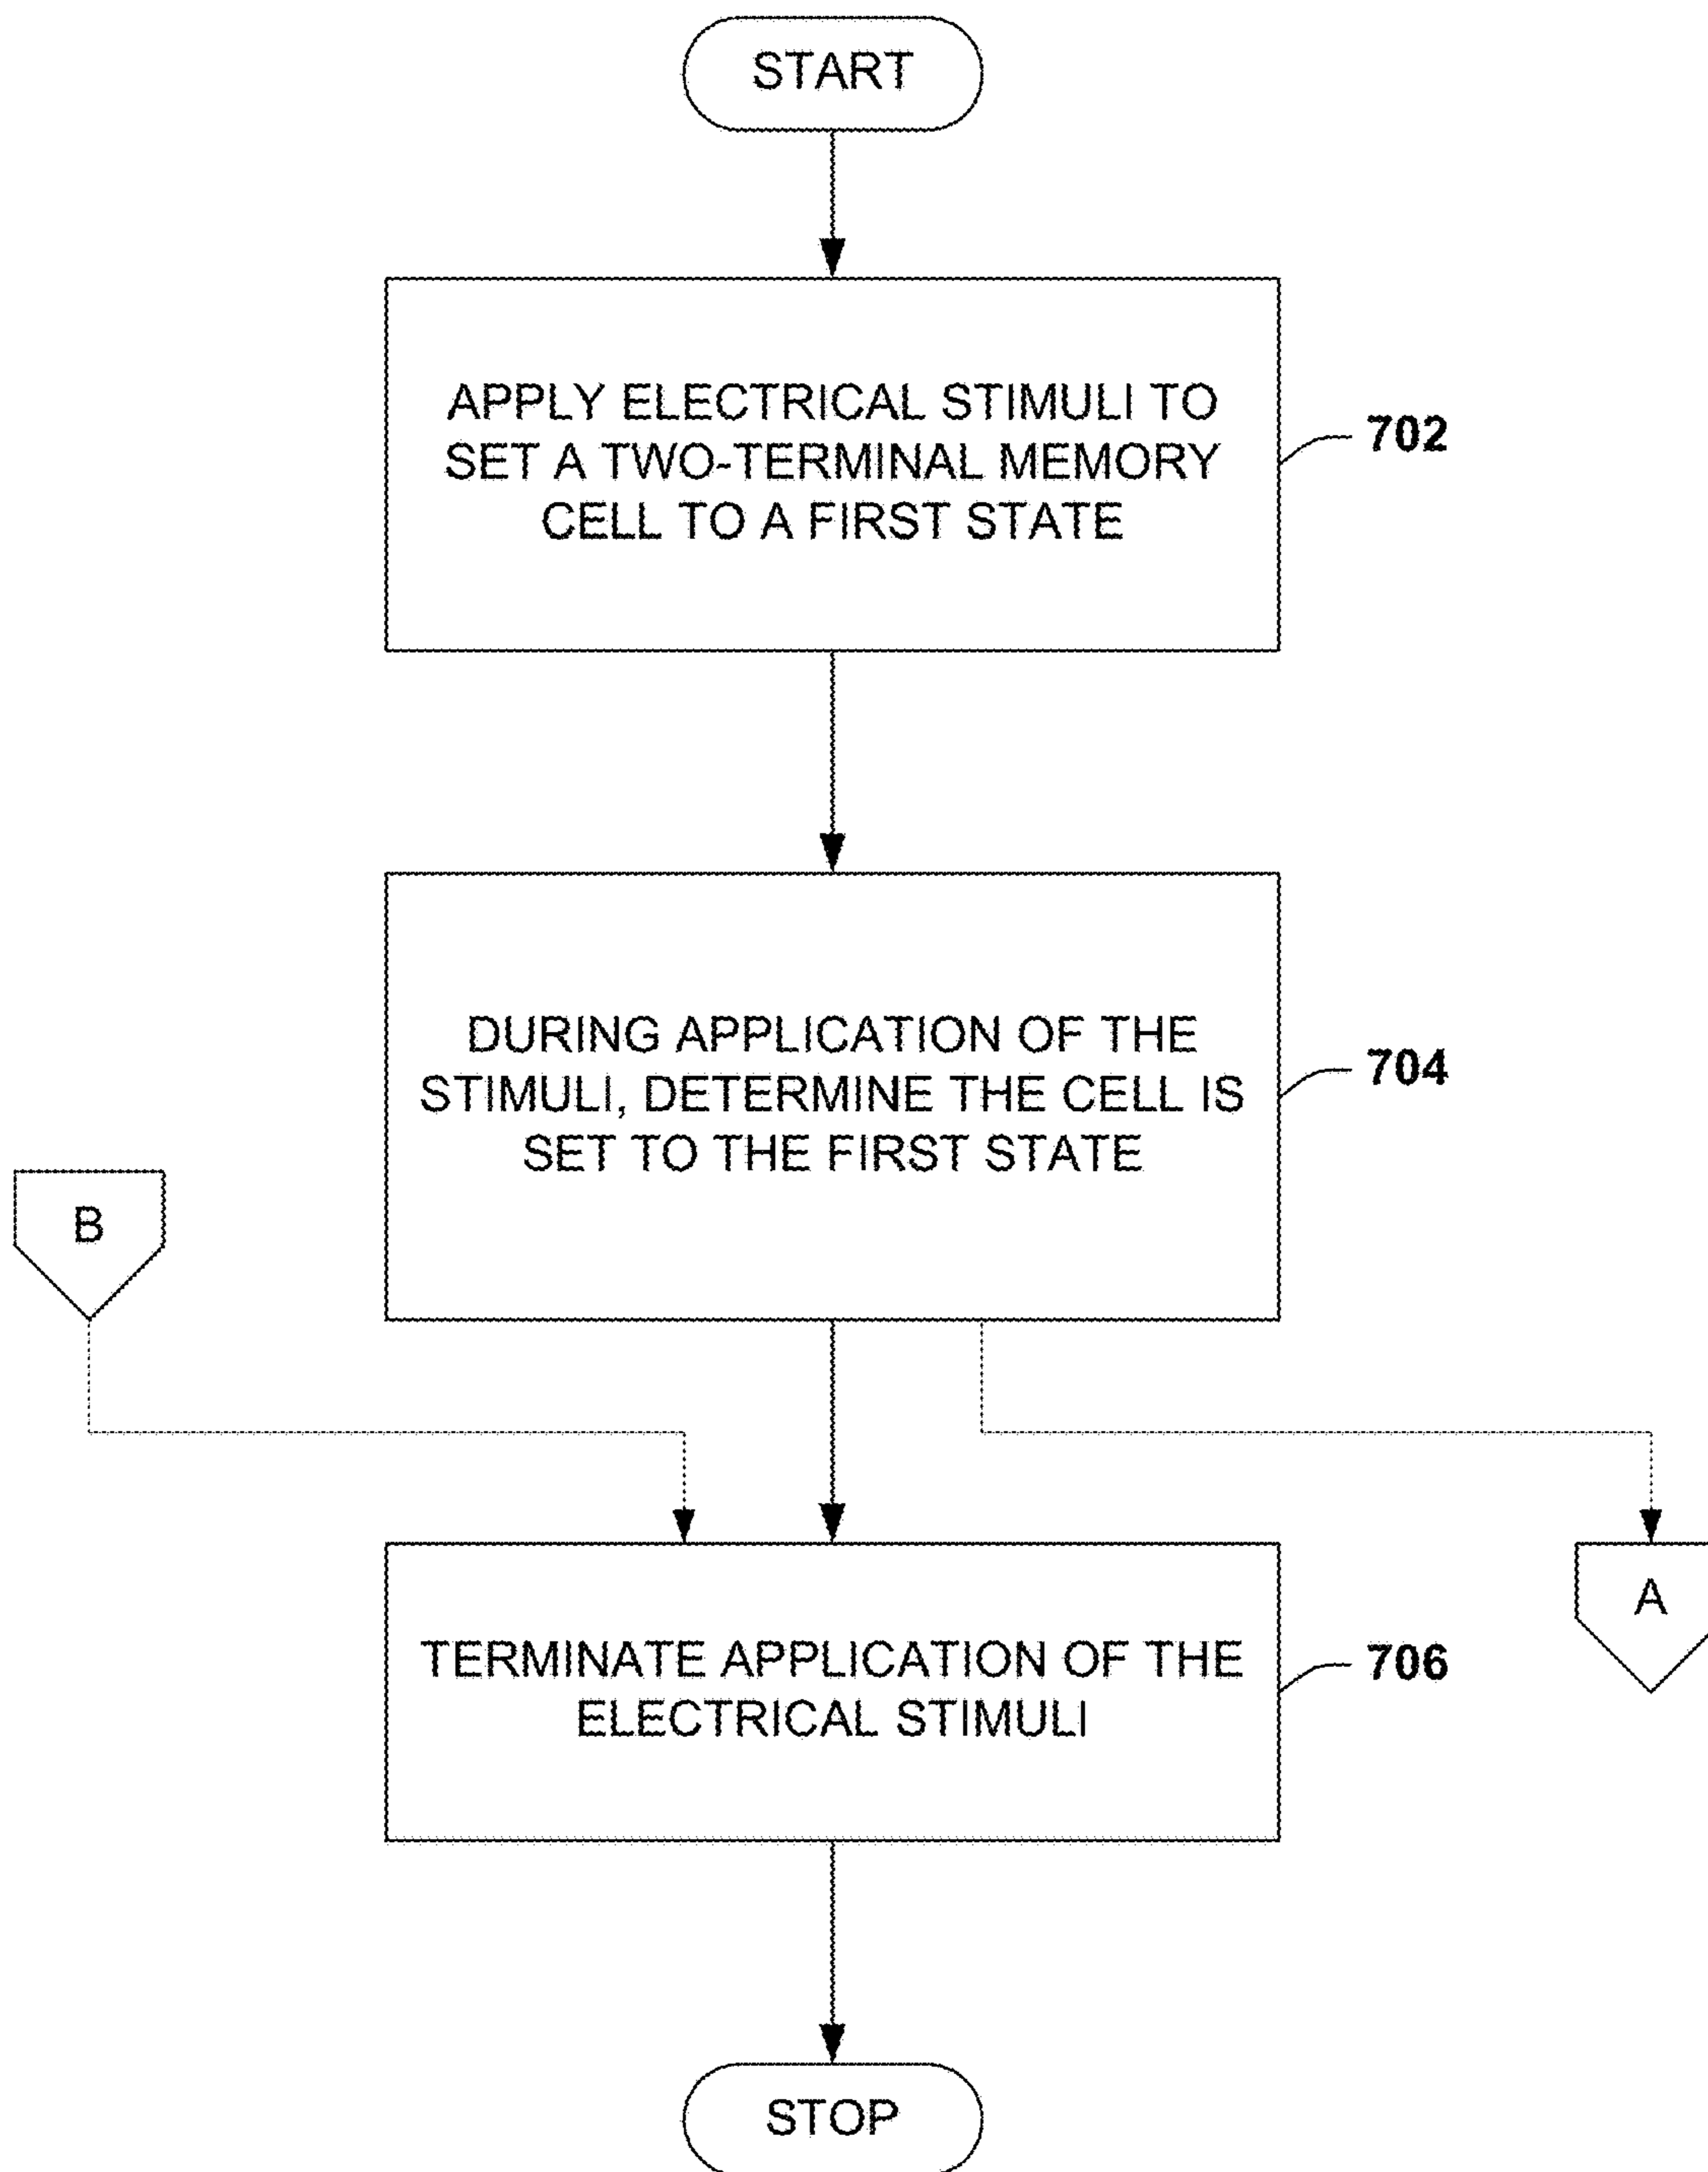 START
APPLY ELECTRICAL STIMULI TO
SET A TWO-TERMINAL MEMORY
CELL TO A FIRST STATE
702
DURING APPLICATION OF THE
STIMULI, DETERMINE THE CELL IS
SET TO THE FIRST STATE
704
B
A
TERMINATE APPLICATION OF THE
ELECTRICAL STIMULI
706
STOP